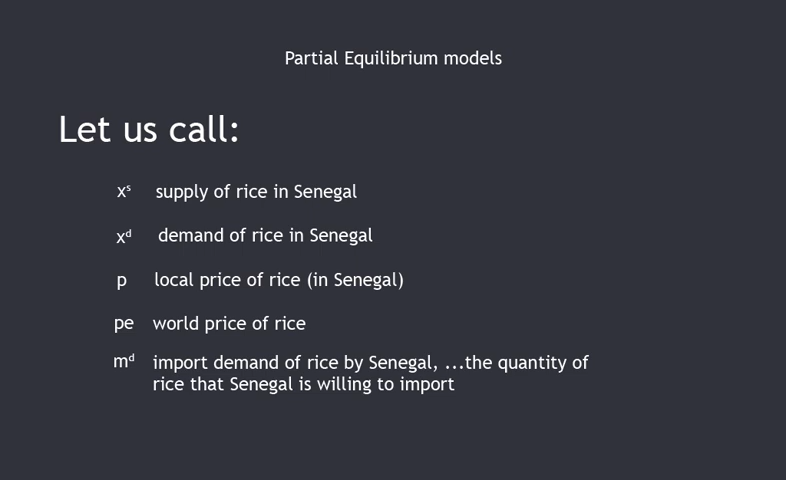 Partial Equilibrium models
Let us call:
xˢ supply of rice in Senegal
xᵈ demand of rice in Senegal
p local price of rice (in Senegal)
pe world price of rice
mᵈ import demand of rice by Senegal, ...the quantity of
rice that Senegal is willing to import